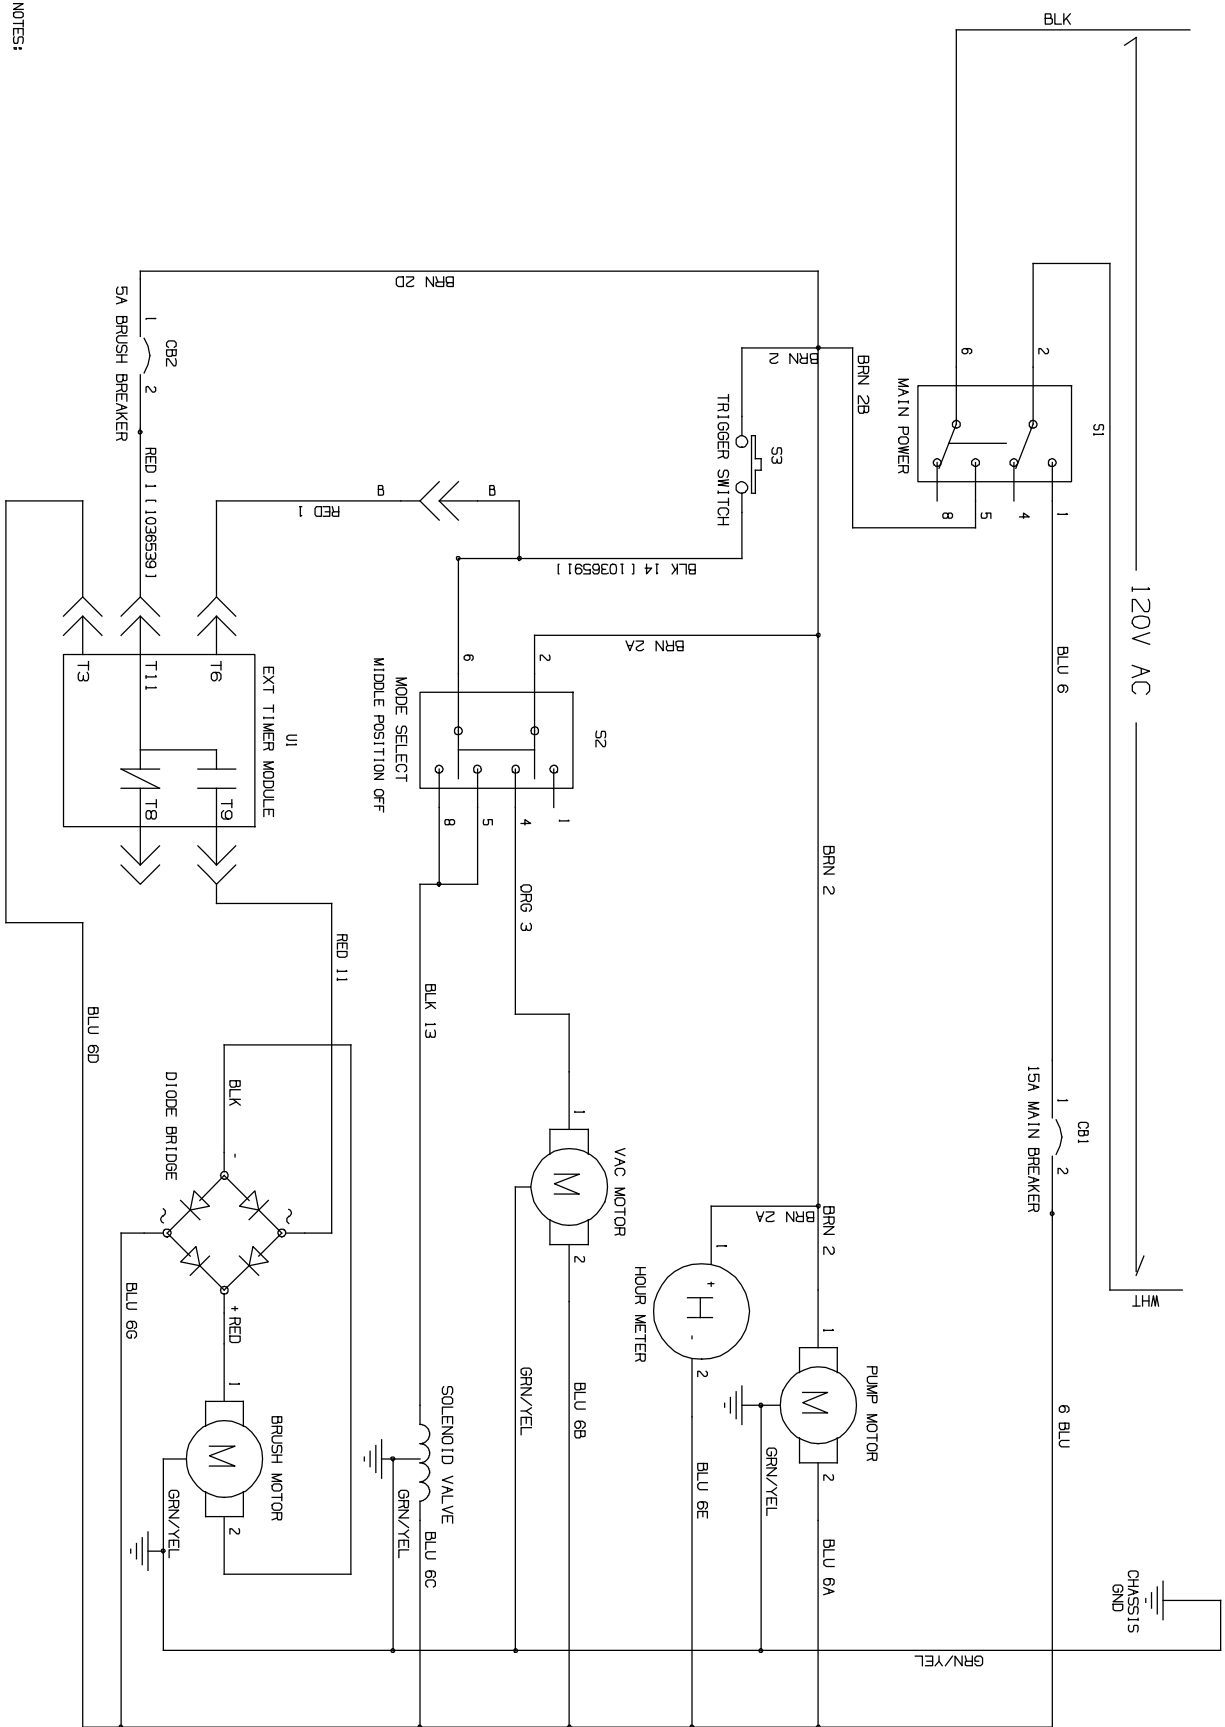 WHT
120V AC
CHASSIS
GND
S1
CB1
BLK
2
1
BLU 6
1
2
6 BLU
15A MAIN BREAKER
4
6
5
8
GRN/YEL
MAIN POWER
BRN 2B
PUMP MOTOR
BRN 2
BRN 2
1
M
2
BLU 6A
BRN 2
BRN 2A
GRN/YEL
S3
TRIGGER SWITCH
1
+
H
-
2
BLU 6E
HOUR METER
BRN 2A
BLK 14 [103659]
S2
VAC MOTOR
2
1
1
M
2
BLU 6B
4
ORG 3
GRN/YEL
6
5
8
MODE SELECT
MIDDLE POSITION OFF
BRN 2D
BLK 13
SOLENOID VALVE
BLU 6C
GRN/YEL
B
B
RED 1
RED 11
U1
EXT TIMER MODULE
T6
T9
BRUSH MOTOR
~
BLK
-
+ RED
1
M
2
GRN/YEL
CB2
1
2
RED 1 [1036539]
T11
T8
~
DIODE BRIDGE
BLU 6G
5A BRUSH BREAKER
T3
BLU 6D
NOTES: